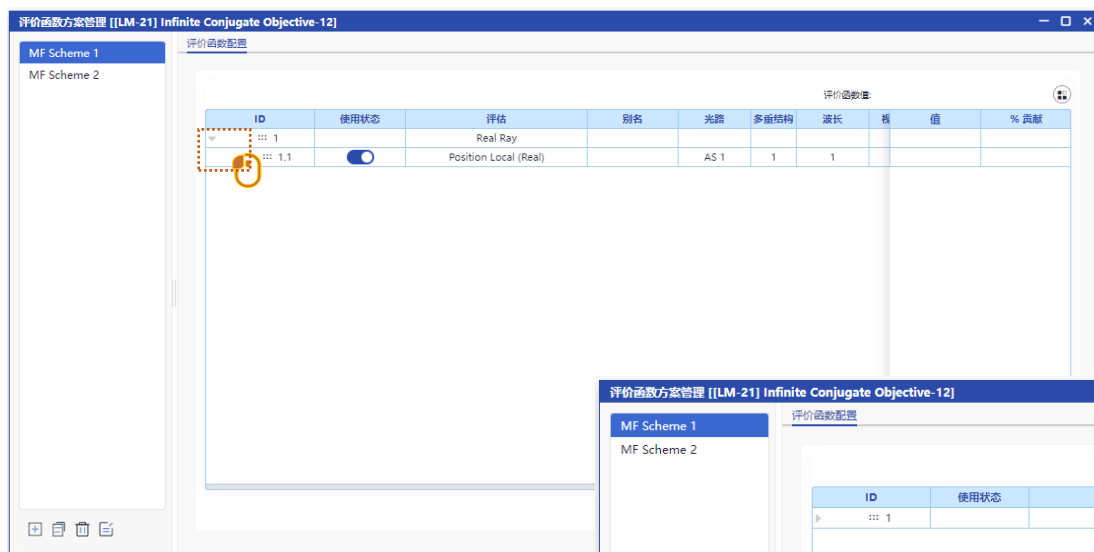 评价函数方案管理 [[LM-21] Infinite Conjugate Objective-12]
MF Scheme 1
MF Scheme 2
评价函数配置
评价函数值:
ID 使用状态 评估 别名 光路 多重结构 波长 视 值 % 贡献
1 Real Ray
1.1 Position Local (Real) AS 1 1 1
评价函数方案管理 [[LM-21] Infinite Conjugate Objective-12]
MF Scheme 1
MF Scheme 2
评价函数配置
ID 使用状态
1